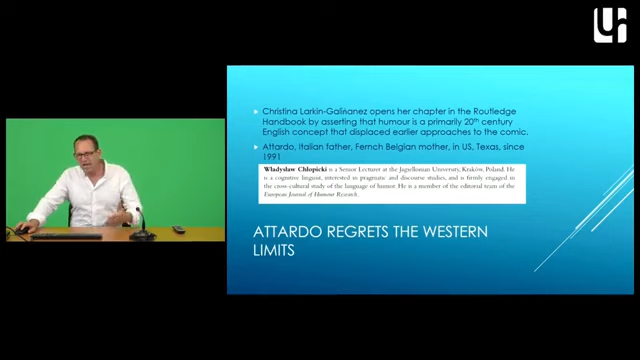 Christina Larkin-Galiñanez opens her chapter in the Routledge
Handbook by asserting that humour is a primarily 20th century
English concept that displaced earlier approaches to the comic.
Attardo, Italian father, Fernch Belgian mother, in US, Texas, since
1991
Władysław Chłopicki is a Senior Lecturer at the Jagiellonian University, Kraków, Poland. He
is a cognitive linguist, interested in pragmatic and discourse studies, and is firmly engaged in
the cross-cultural study of the language of humor. He is a member of the editorial team of the
European Journal of Humour Research.
ATTARDO REGRETS THE WESTERN
LIMITS